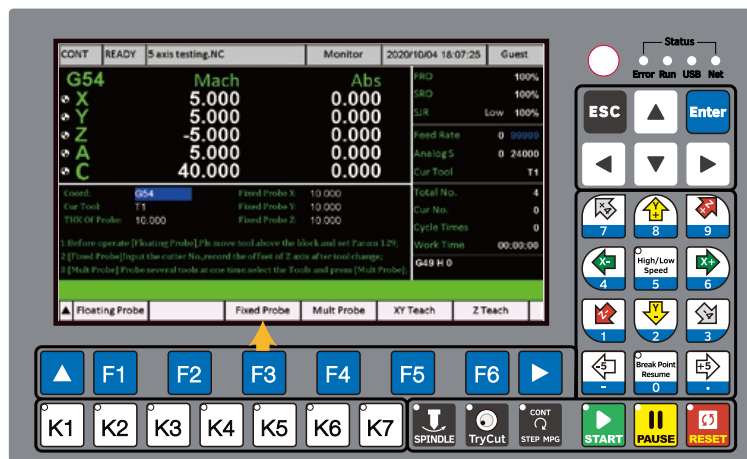 CONT READY 5 axis testing.NC Monitor 2020/10/04 18:07:25 Guest
G54 Mach Abs
X 5.000 0.000
Y 5.000 0.000
Z -5.000 0.000
A 5.000 0.000
C 40.000 0.000
FRO 100%
SRO 100%
SJR Low 100%
Feed Rate 0 99999
Analog S 0 24000
Cur Tool T1
Coord: G54 Fixed Probe X: 10.000
Cur Tool: T1 Fixed Probe Y: 10.000
THK Of Probe: 10.000 Fixed Probe Z: 10.000
1:Before operate [Floating Probe],Pls move tool above the block and set Param 129;
2:[Fixed Probe]Input the cutter No.,record the offset of Z axis after tool change;
3:[Mult Probe] Probe several tools at one time select the Tools and press [Mult Probe];
Total No. 4
Cur No. 0
Cycle Times 0
Work Time 00:00:00
G49 H 0
Floating Probe Fixed Probe Mult Probe XY Teach Z Teach
Status
Error Run USB Net
ESC Enter
7 Y+ 8 9
X- 4 High/Low Speed 5 X+ 6
1 Y- 2 3
-5 - Break Point Resume 0 +5 .
F1 F2 F3 F4 F5 F6
K1 K2 K3 K4 K5 K6 K7
SPINDLE TryCut CONT STEP MPG START PAUSE RESET